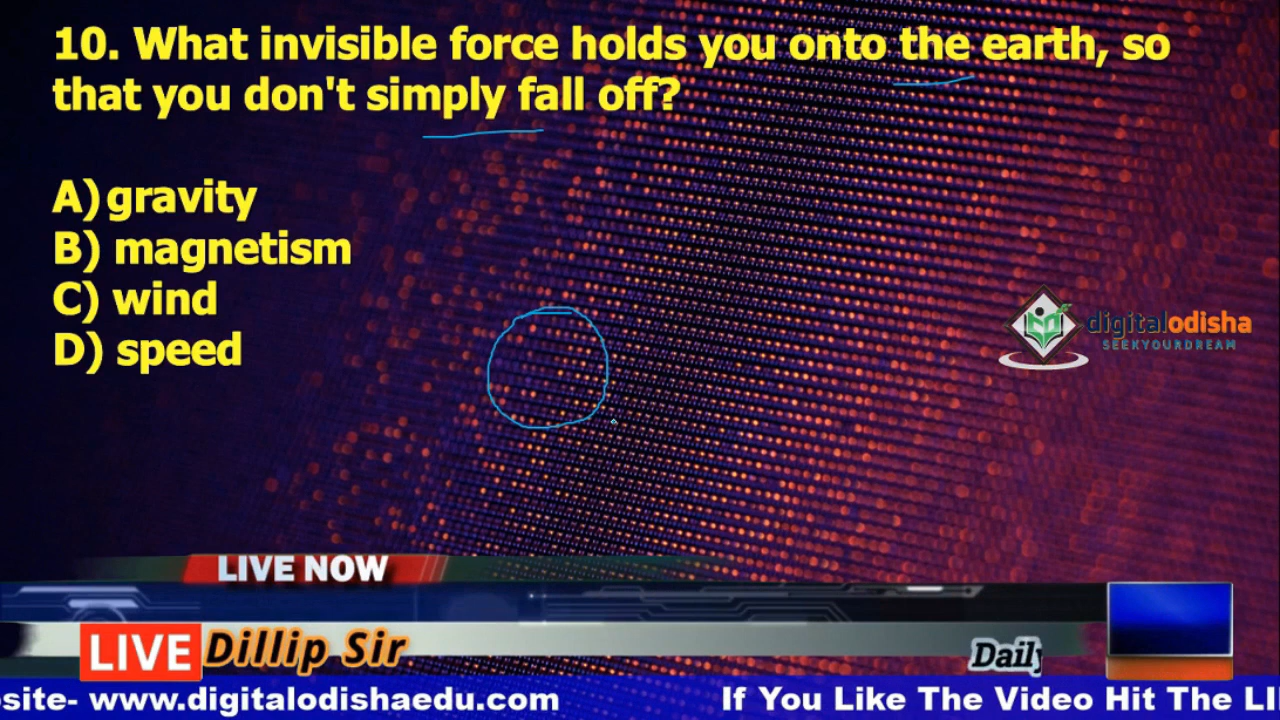 10. What invisible force holds you onto the earth, so
that you don't simply fall off?
A) gravity
B) magnetism
C) wind
D) speed
digitalodisha
SEEKYOURDREAM
LIVE NOW
LIVE Dillip Sir
Daily
site- www.digitalodishaedu.com
If You Like The Video Hit The LI